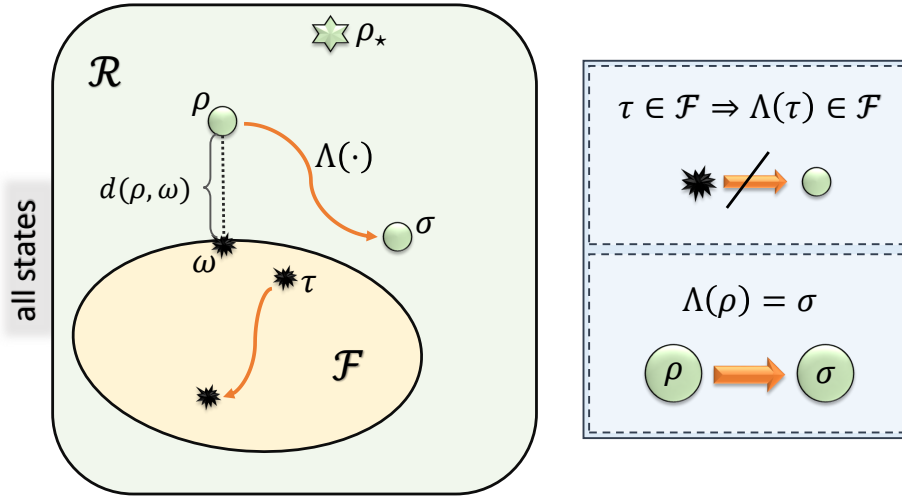 ρ⋆
ℛ
ρ
Λ(·)
d(ρ, ω)
σ
ω
τ
ℱ
all states
τ ∈ ℱ ⇒ Λ(τ) ∈ ℱ
Λ(ρ) = σ
ρ
σ